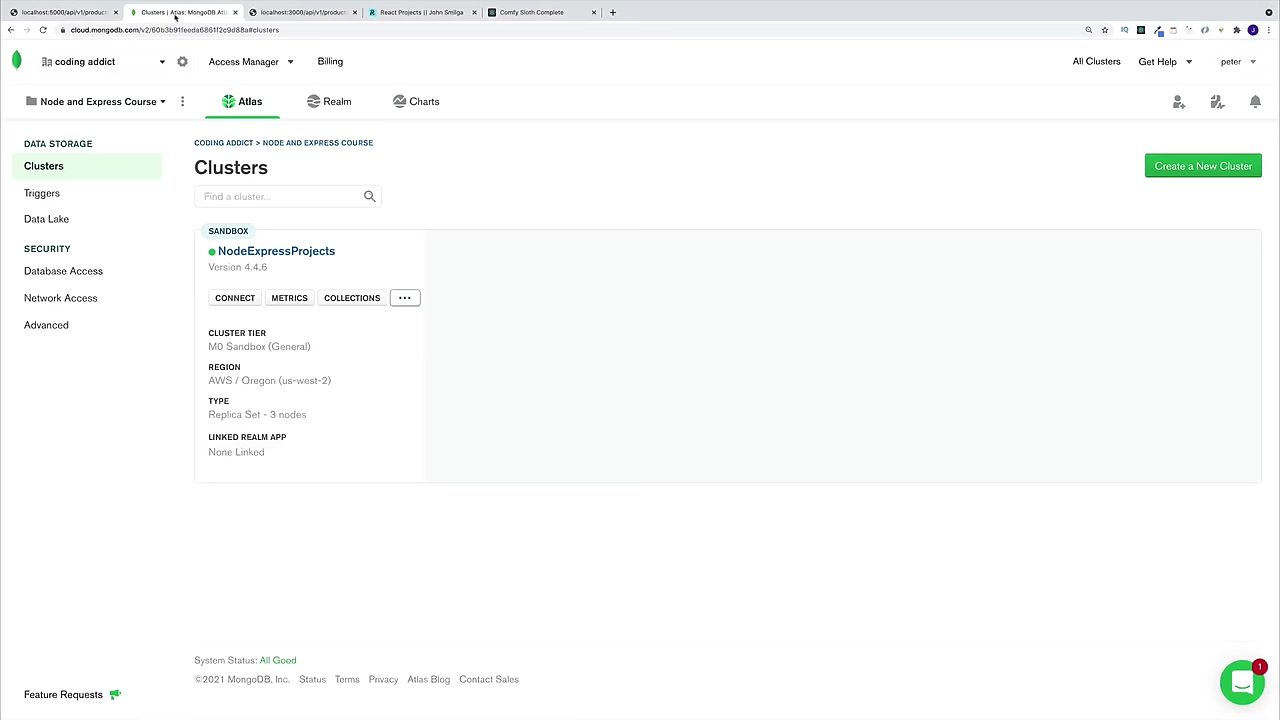 localhost:5000/api/v1/product
Clusters | Atlas: MongoDB Atl
localhost:3000/api/v1/product
React Projects || John Smilga
Comfy Sloth Complete
cloud.mongodb.com/v2/60b3b91feeda6861f2c9d88a#clusters
coding addict
Access Manager
Billing
All Clusters
Get Help
peter
Node and Express Course
Atlas
Realm
Charts
DATA STORAGE
Clusters
Triggers
Data Lake
SECURITY
Database Access
Network Access
Advanced
CODING ADDICT > NODE AND EXPRESS COURSE
Clusters
Create a New Cluster
Find a cluster...
SANDBOX
NodeExpressProjects
Version 4.4.6
CONNECT METRICS COLLECTIONS ...
CLUSTER TIER
M0 Sandbox (General)
REGION
AWS / Oregon (us-west-2)
TYPE
Replica Set - 3 nodes
LINKED REALM APP
None Linked
System Status: All Good
©2021 MongoDB, Inc. Status Terms Privacy Atlas Blog Contact Sales
Feature Requests
1